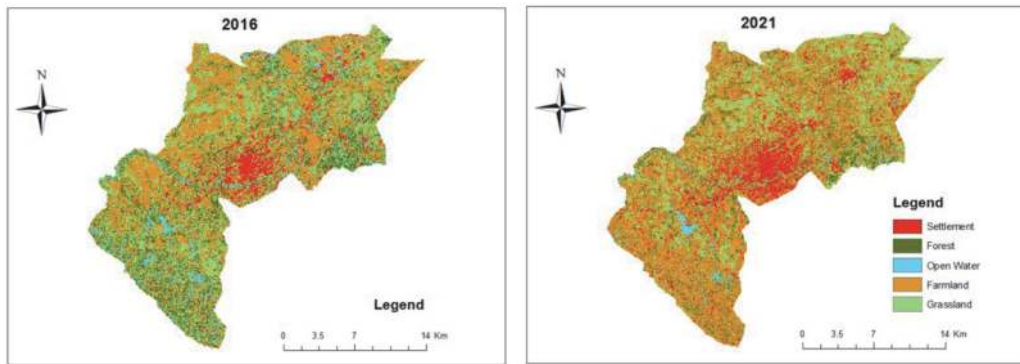 2016
N
Legend
0 3.5 7 14 Km
2021
N
Legend
Settlement
Forest
Open Water
Farmland
Grassland
0 3.5 7 14 Km